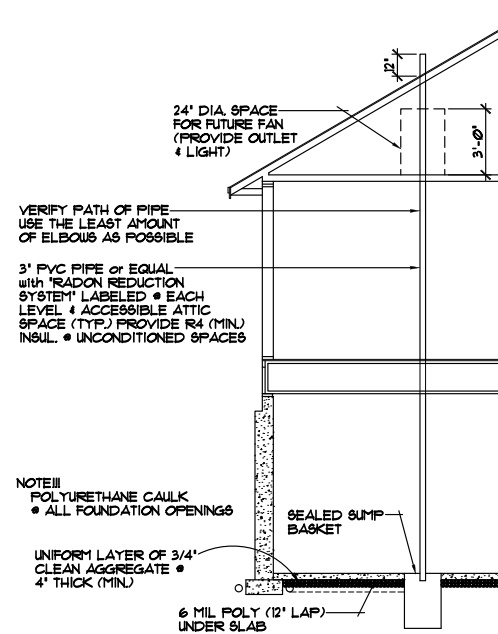 12"
24" DIA. SPACE
FOR FUTURE FAN
(PROVIDE OUTLET
& LIGHT)
3'-0"
VERIFY PATH OF PIPE
USE THE LEAST AMOUNT
OF ELBOWS AS POSSIBLE
3" PVC PIPE or EQUAL
with "RADON REDUCTION
SYSTEM" LABELED @ EACH
LEVEL & ACCESSIBLE ATTIC
SPACE (TYP.) PROVIDE R4 (MIN.)
INSUL. @ UNCONDITIONED SPACES
NOTE!!!
POLYURETHANE CAULK
@ ALL FOUNDATION OPENINGS
SEALED SUMP
BASKET
UNIFORM LAYER OF 3/4"
CLEAN AGGREGATE @
4" THICK (MIN.)
6 MIL POLY (12" LAP)
UNDER SLAB